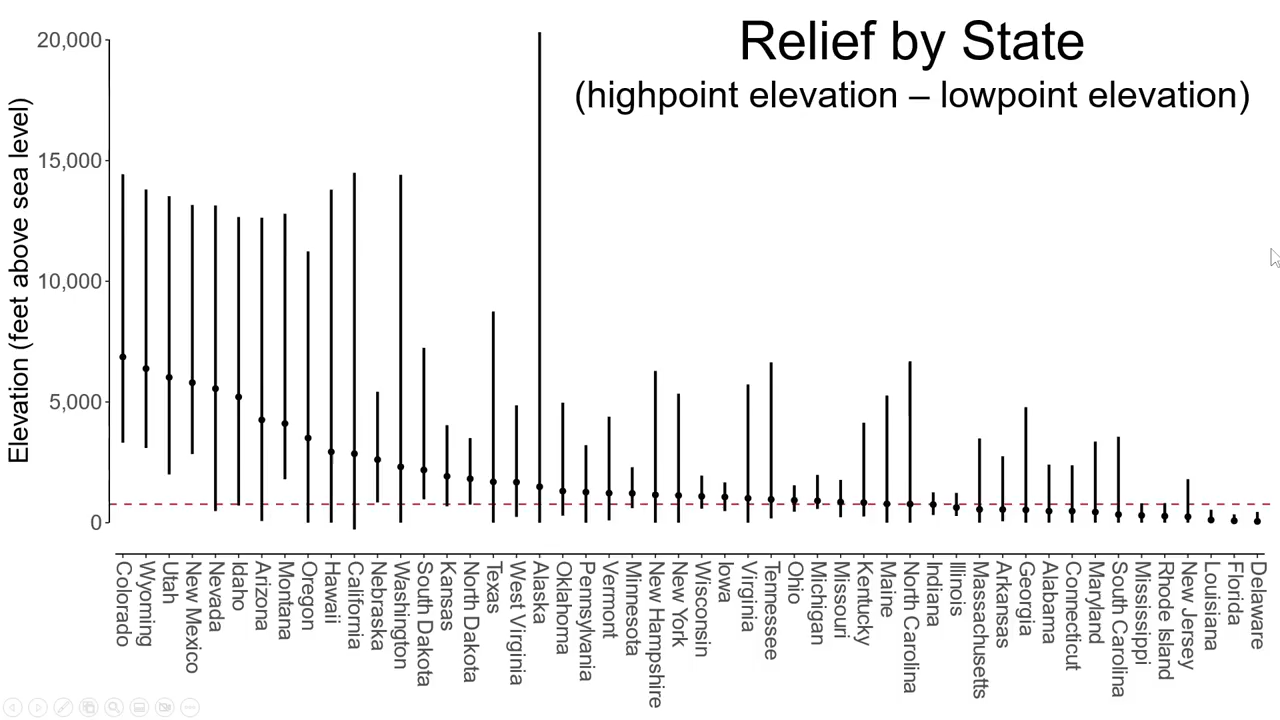 Relief by State
(highpoint elevation – lowpoint elevation)
Elevation (feet above sea level)
20,000
15,000
10,000
5,000
0
Colorado
Wyoming
Utah
New Mexico
Nevada
Idaho
Arizona
Montana
Oregon
Hawaii
California
Nebraska
Washington
South Dakota
Kansas
North Dakota
Texas
West Virginia
Alaska
Oklahoma
Pennsylvania
Vermont
Minnesota
New Hampshire
New York
Wisconsin
Iowa
Virginia
Tennessee
Ohio
Michigan
Missouri
Kentucky
Maine
North Carolina
Indiana
Illinois
Massachusetts
Arkansas
Georgia
Alabama
Connecticut
Maryland
South Carolina
Mississippi
Rhode Island
New Jersey
Louisiana
Florida
Delaware